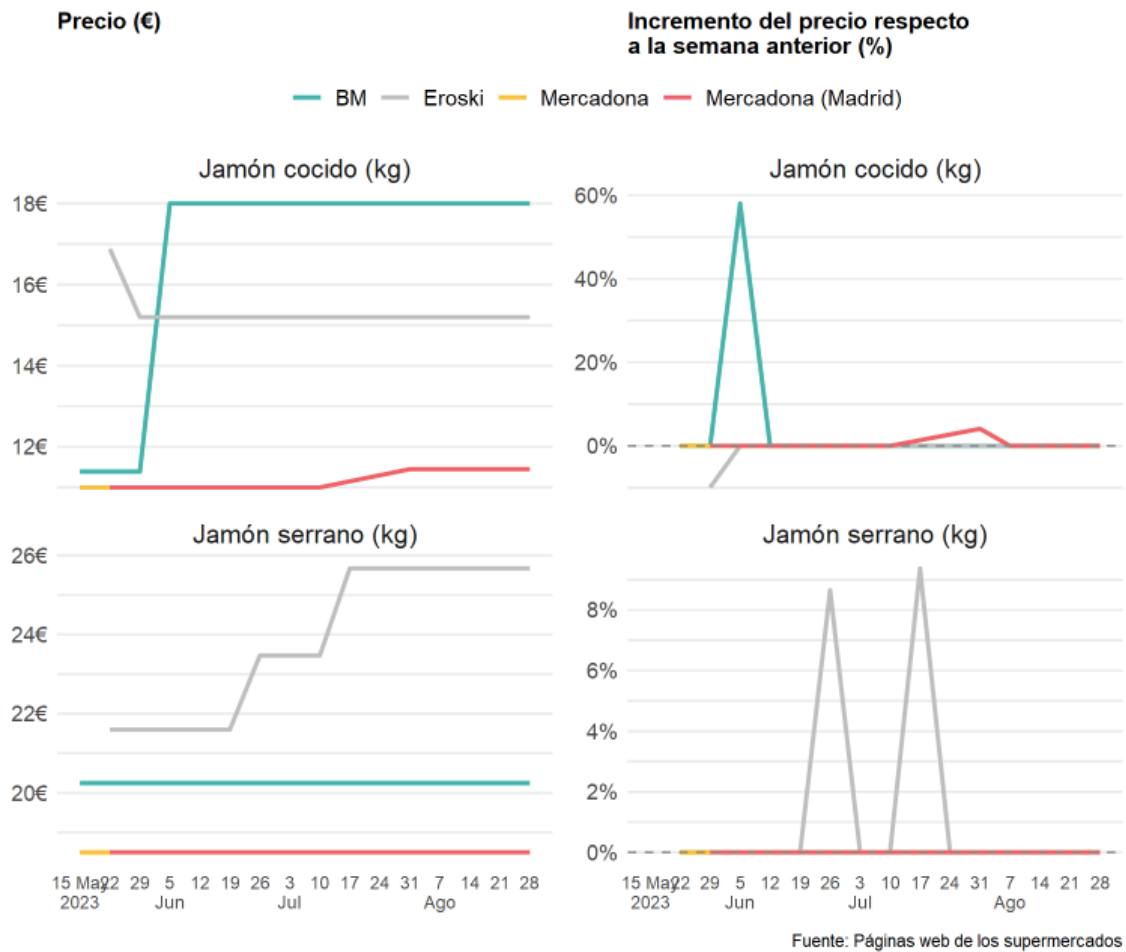 Precio (€)
Incremento del precio respecto
a la semana anterior (%)
BM Eroski Mercadona Mercadona (Madrid)
Jamón cocido (kg)
18€
16€
14€
12€
Jamón cocido (kg)
60%
40%
20%
0%
Jamón serrano (kg)
26€
24€
22€
20€
15 May 22 29 5 12 19 26 3 10 17 24 31 7 14 21 28
2023 Jun Jul Ago
Jamón serrano (kg)
8%
6%
4%
2%
0%
15 May 22 29 5 12 19 26 3 10 17 24 31 7 14 21 28
2023 Jun Jul Ago
Fuente: Páginas web de los supermercados